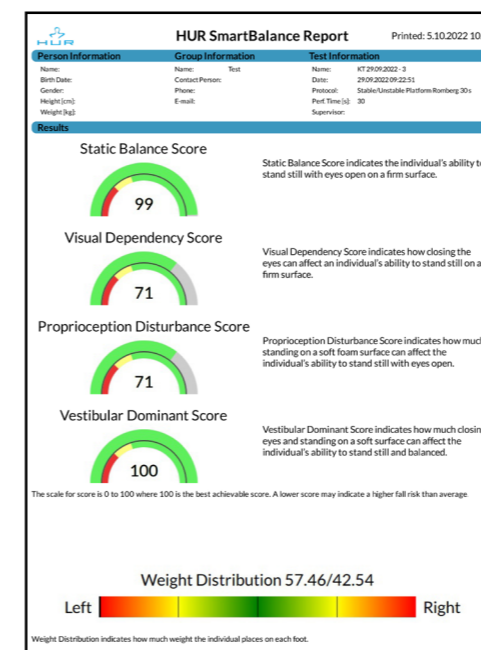 HUR
HUR SmartBalance Report
Printed: 5.10.2022 10
Person Information Group Information Test Information
Name: Name: Test Name: KT 29.09.2022 - 3
Birth Date: Contact Person: Date: 29.09.2022 09:22:51
Gender: Phone: Protocol: Stable/Unstable Platform Romberg 30 s
Height [cm]: E-mail: Perf. Time [s]: 30
Weight [kg]: Supervisor:
Results
Static Balance Score
99
Static Balance Score indicates the individual's ability to
stand still with eyes open on a firm surface.
Visual Dependency Score
71
Visual Dependency Score indicates how closing the
eyes can affect an individual's ability to stand still on a
firm surface.
Proprioception Disturbance Score
71
Proprioception Disturbance Score indicates how much
standing on a soft foam surface can affect the
individual's ability to stand still with eyes open.
Vestibular Dominant Score
100
Vestibular Dominant Score indicates how much closin
eyes and standing on a soft surface can affect the
individual's ability to stand still and balanced.
The scale for score is 0 to 100 where 100 is the best achievable score. A lower score may indicate a higher fall risk than average
Weight Distribution 57.46/42.54
Left Right
Weight Distribution indicates how much weight the individual places on each foot.